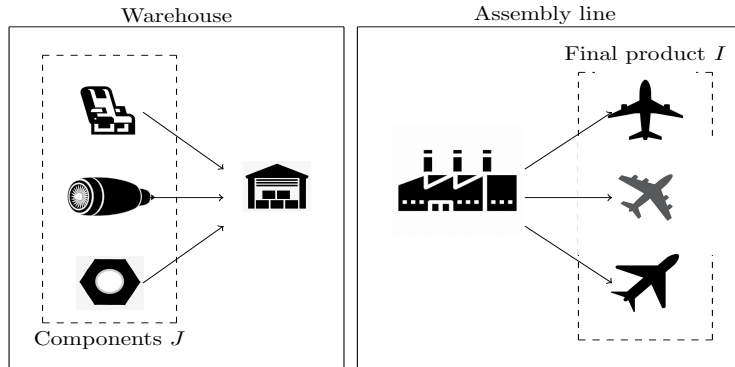 Warehouse
Components J
Assembly line
Final product I